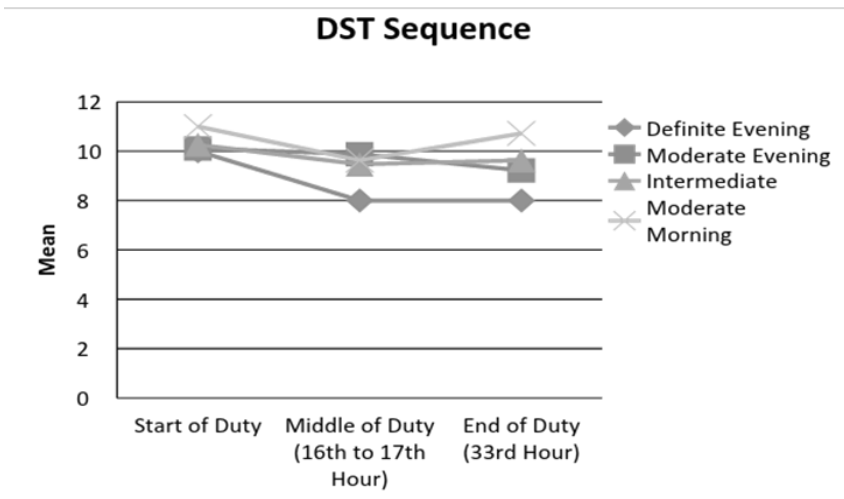 DST Sequence
12
10
8
6
4
2
0
Mean
Start of Duty
Middle of Duty
(16th to 17th
Hour)
End of Duty
(33rd Hour)
Definite Evening
Moderate Evening
Intermediate
Moderate
Morning